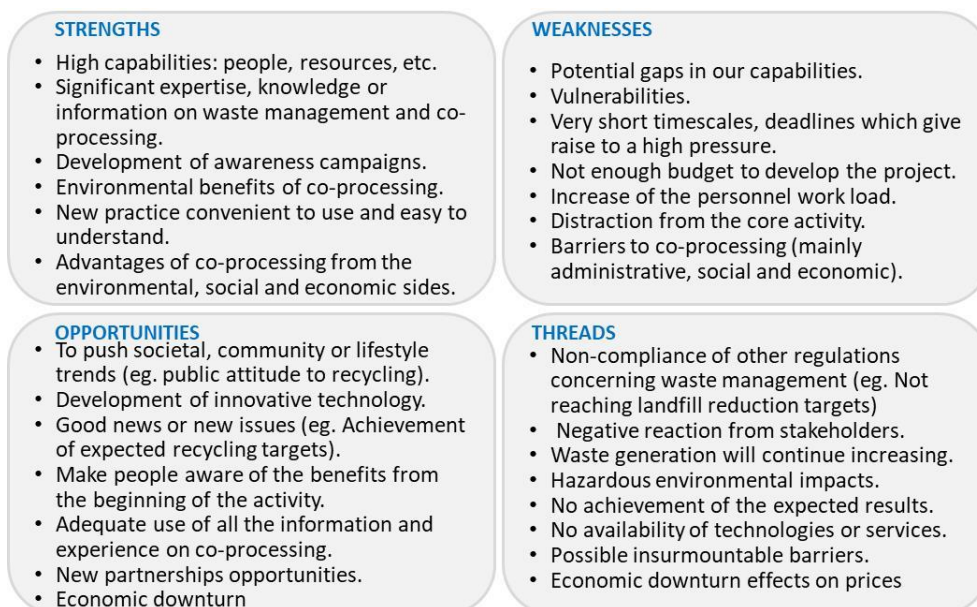 STRENGTHS
• High capabilities: people, resources, etc.
• Significant expertise, knowledge or
information on waste management and co-
processing.
• Development of awareness campaigns.
• Environmental benefits of co-processing.
• New practice convenient to use and easy to
understand.
• Advantages of co-processing from the
environmental, social and economic sides.
WEAKNESSES
• Potential gaps in our capabilities.
• Vulnerabilities.
• Very short timescales, deadlines which give
raise to a high pressure.
• Not enough budget to develop the project.
• Increase of the personnel work load.
• Distraction from the core activity.
• Barriers to co-processing (mainly
administrative, social and economic).
OPPORTUNITIES
• To push societal, community or lifestyle
trends (eg. public attitude to recycling).
• Development of innovative technology.
• Good news or new issues (eg. Achievement
of expected recycling targets).
• Make people aware of the benefits from
the beginning of the activity.
• Adequate use of all the information and
experience on co-processing.
• New partnerships opportunities.
• Economic downturn
THREADS
• Non-compliance of other regulations
concerning waste management (eg. Not
reaching landfill reduction targets)
• Negative reaction from stakeholders.
• Waste generation will continue increasing.
• Hazardous environmental impacts.
• No achievement of the expected results.
• No availability of technologies or services.
• Possible insurmountable barriers.
• Economic downturn effects on prices